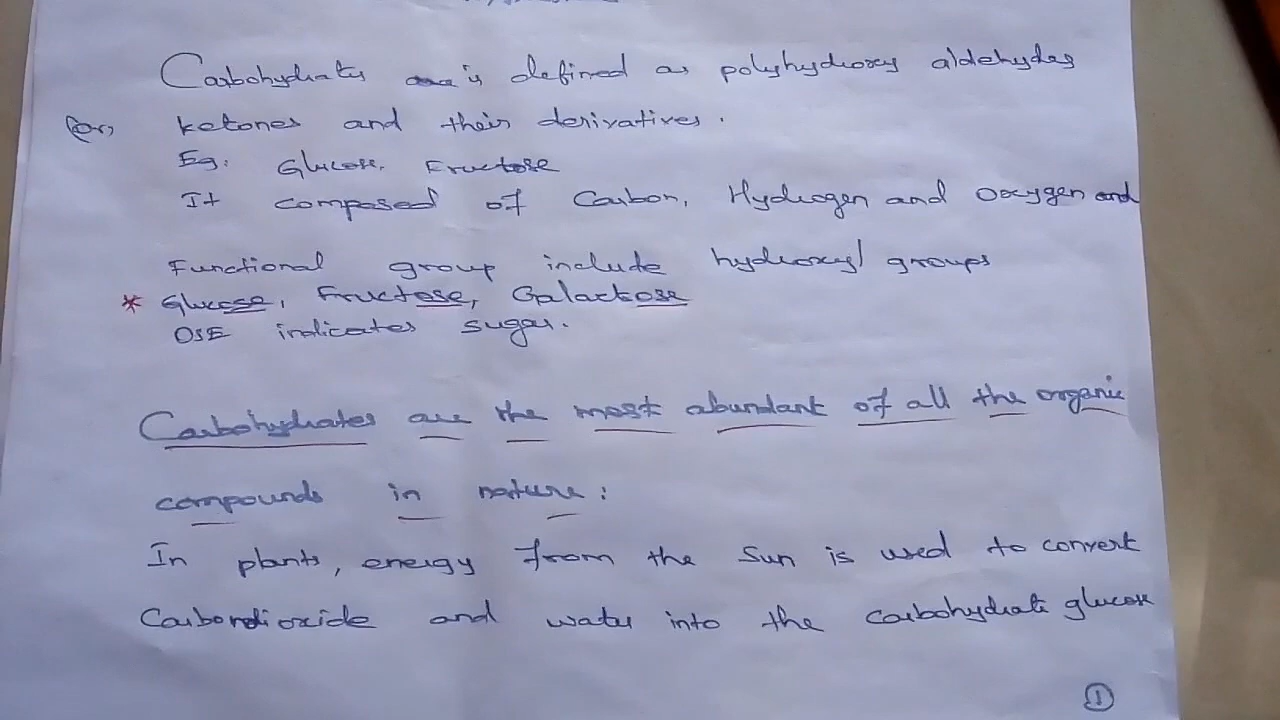 Carbohydrates is defined as polyhydroxy aldehydes
(or) ketones and their derivatives.
Eg: Glucose, Fructose
It composed of Carbon, Hydrogen and Oxygen and
Functional group include hydroxyl groups
* Glucose, Fructose, Galactose
OSE indicates sugar.
Carbohydrates are the most abundant of all the organic
compounds in nature:
In plants, energy from the Sun is used to convert
Carbondioxide and water into the carbohydrate glucose
1